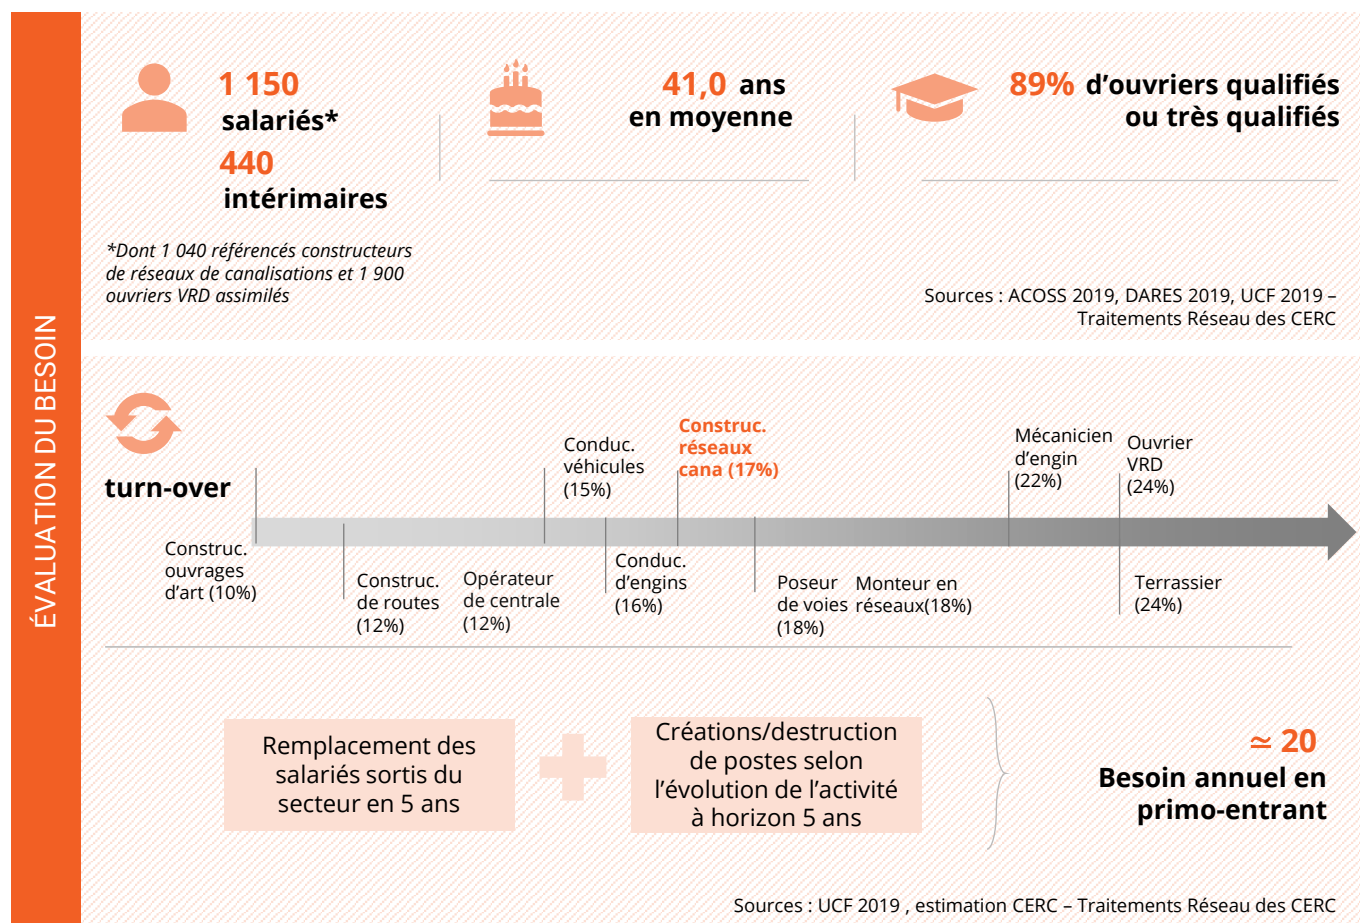 ÉVALUATION DU BESOIN
1 150
salariés*
440
intérimaires
41,0 ans
en moyenne
89% d'ouvriers qualifiés
ou très qualifiés
*Dont 1 040 référencés constructeurs
de réseaux de canalisations et 1 900
ouvriers VRD assimilés
Sources : ACOSS 2019, DARES 2019, UCF 2019 –
Traitements Réseau des CERC
turn-over
Construc.
ouvrages
d'art (10%)
Construc.
de routes
(12%)
Opérateur
de centrale
(12%)
Conduc.
véhicules
(15%)
Conduc.
d'engins
(16%)
Construc.
réseaux
cana (17%)
Poseur
de voies
(18%)
Monteur en
réseaux(18%)
Mécanicien
d'engin
(22%)
Ouvrier
VRD
(24%)
Terrassier
(24%)
Remplacement des
salariés sortis du
secteur en 5 ans
Créations/destruction
de postes selon
l'évolution de l'activité
à horizon 5 ans
≃ 20
Besoin annuel en
primo-entrant
Sources : UCF 2019 , estimation CERC – Traitements Réseau des CERC